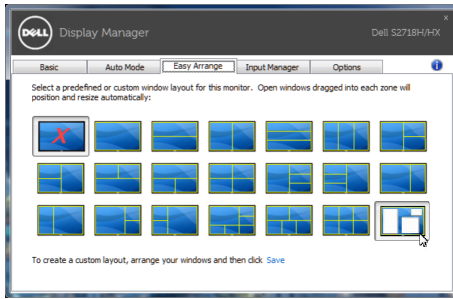 DELL Display Manager
Dell S2718H/HX
x
Basic Auto Mode Easy Arrange Input Manager Options i
Select a predefined or custom window layout for this monitor. Open windows dragged into each zone will
position and resize automatically:
X
To create a custom layout, arrange your windows and then click Save